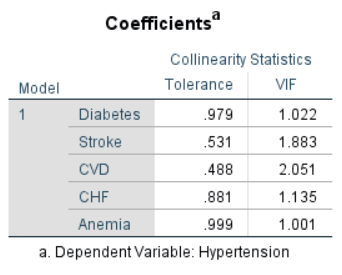 Coefficientsa
Collinearity Statistics
Model Tolerance VIF
1 Diabetes .979 1.022
Stroke .531 1.883
CVD .488 2.051
CHF .881 1.135
Anemia .999 1.001
a. Dependent Variable: Hypertension